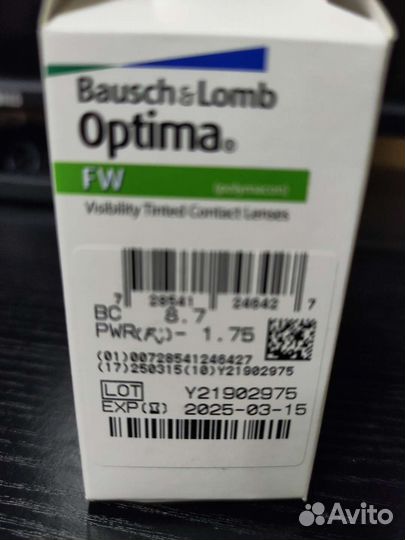 Bausch & Lomb
Optima®
FW (polymacon)
Visibility Tinted Contact Lenses
7 28541 24642 7
BC 8.7
PWR - 1.75
(01)00728541246427
(17)250315(10)Y21902975
LOT Y21902975
EXP 2025-03-15
Avito